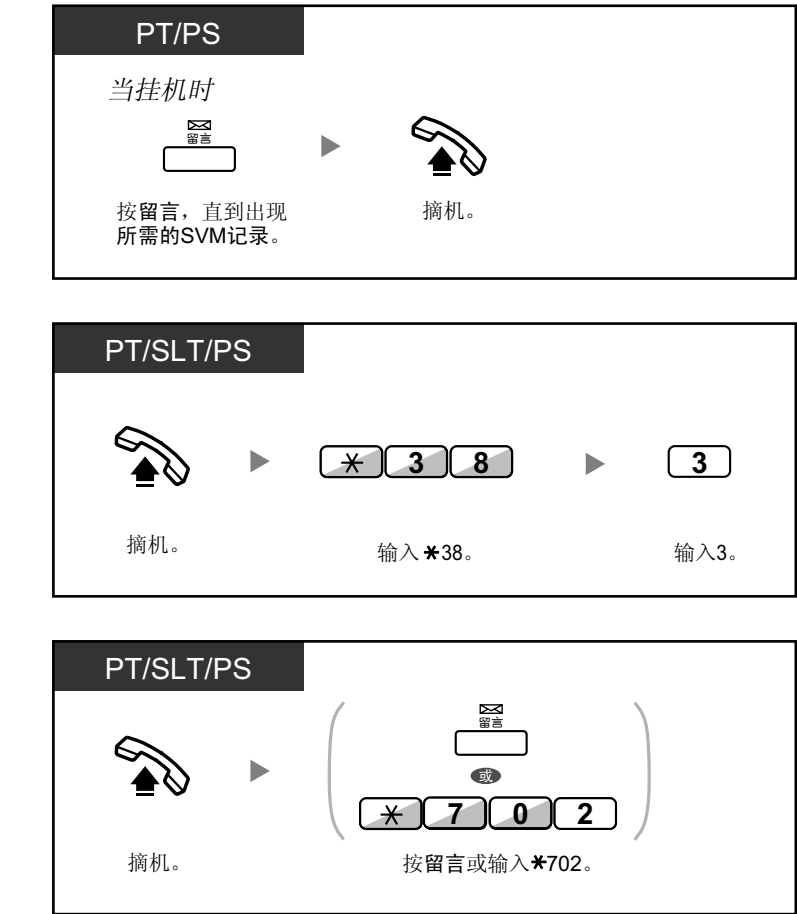 PT/PS
当挂机时
留言
按留言，直到出现
所需的SVM记录。
摘机。
PT/SLT/PS
* 3 8
3
摘机。
输入*38。
输入3。
PT/SLT/PS
留言
或
* 7 0 2
摘机。
按留言或输入*702。